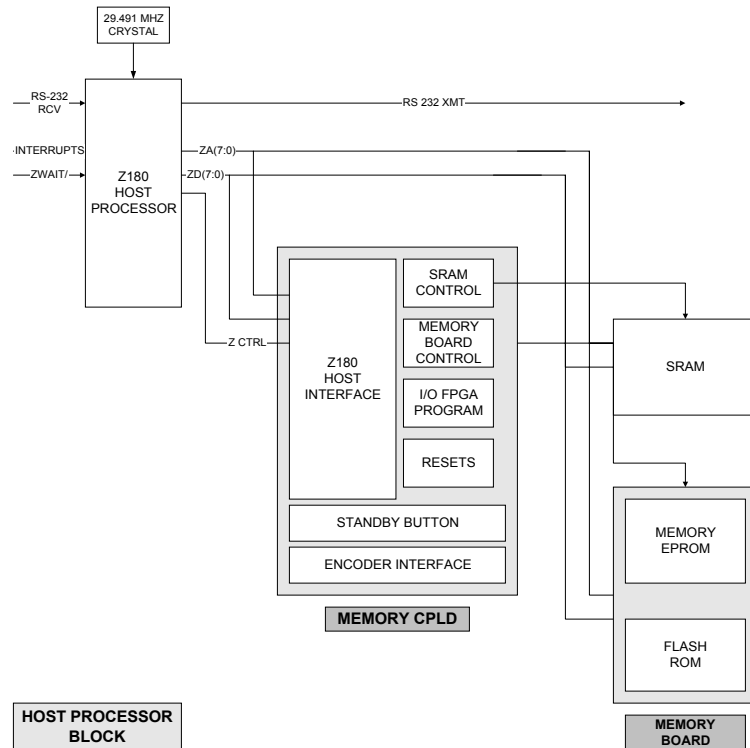 29.491 MHZ
CRYSTAL
RS-232
RCV
RS 232 XMT
INTERRUPTS
ZA(7:0)
ZWAIT/
ZD(7:0)
Z180
HOST
PROCESSOR
SRAM
CONTROL
MEMORY
BOARD
CONTROL
Z CTRL
Z180
HOST
INTERFACE
SRAM
I/O FPGA
PROGRAM
RESETS
STANDBY BUTTON
MEMORY
EPROM
ENCODER INTERFACE
MEMORY CPLD
FLASH
ROM
HOST PROCESSOR
BLOCK
MEMORY
BOARD